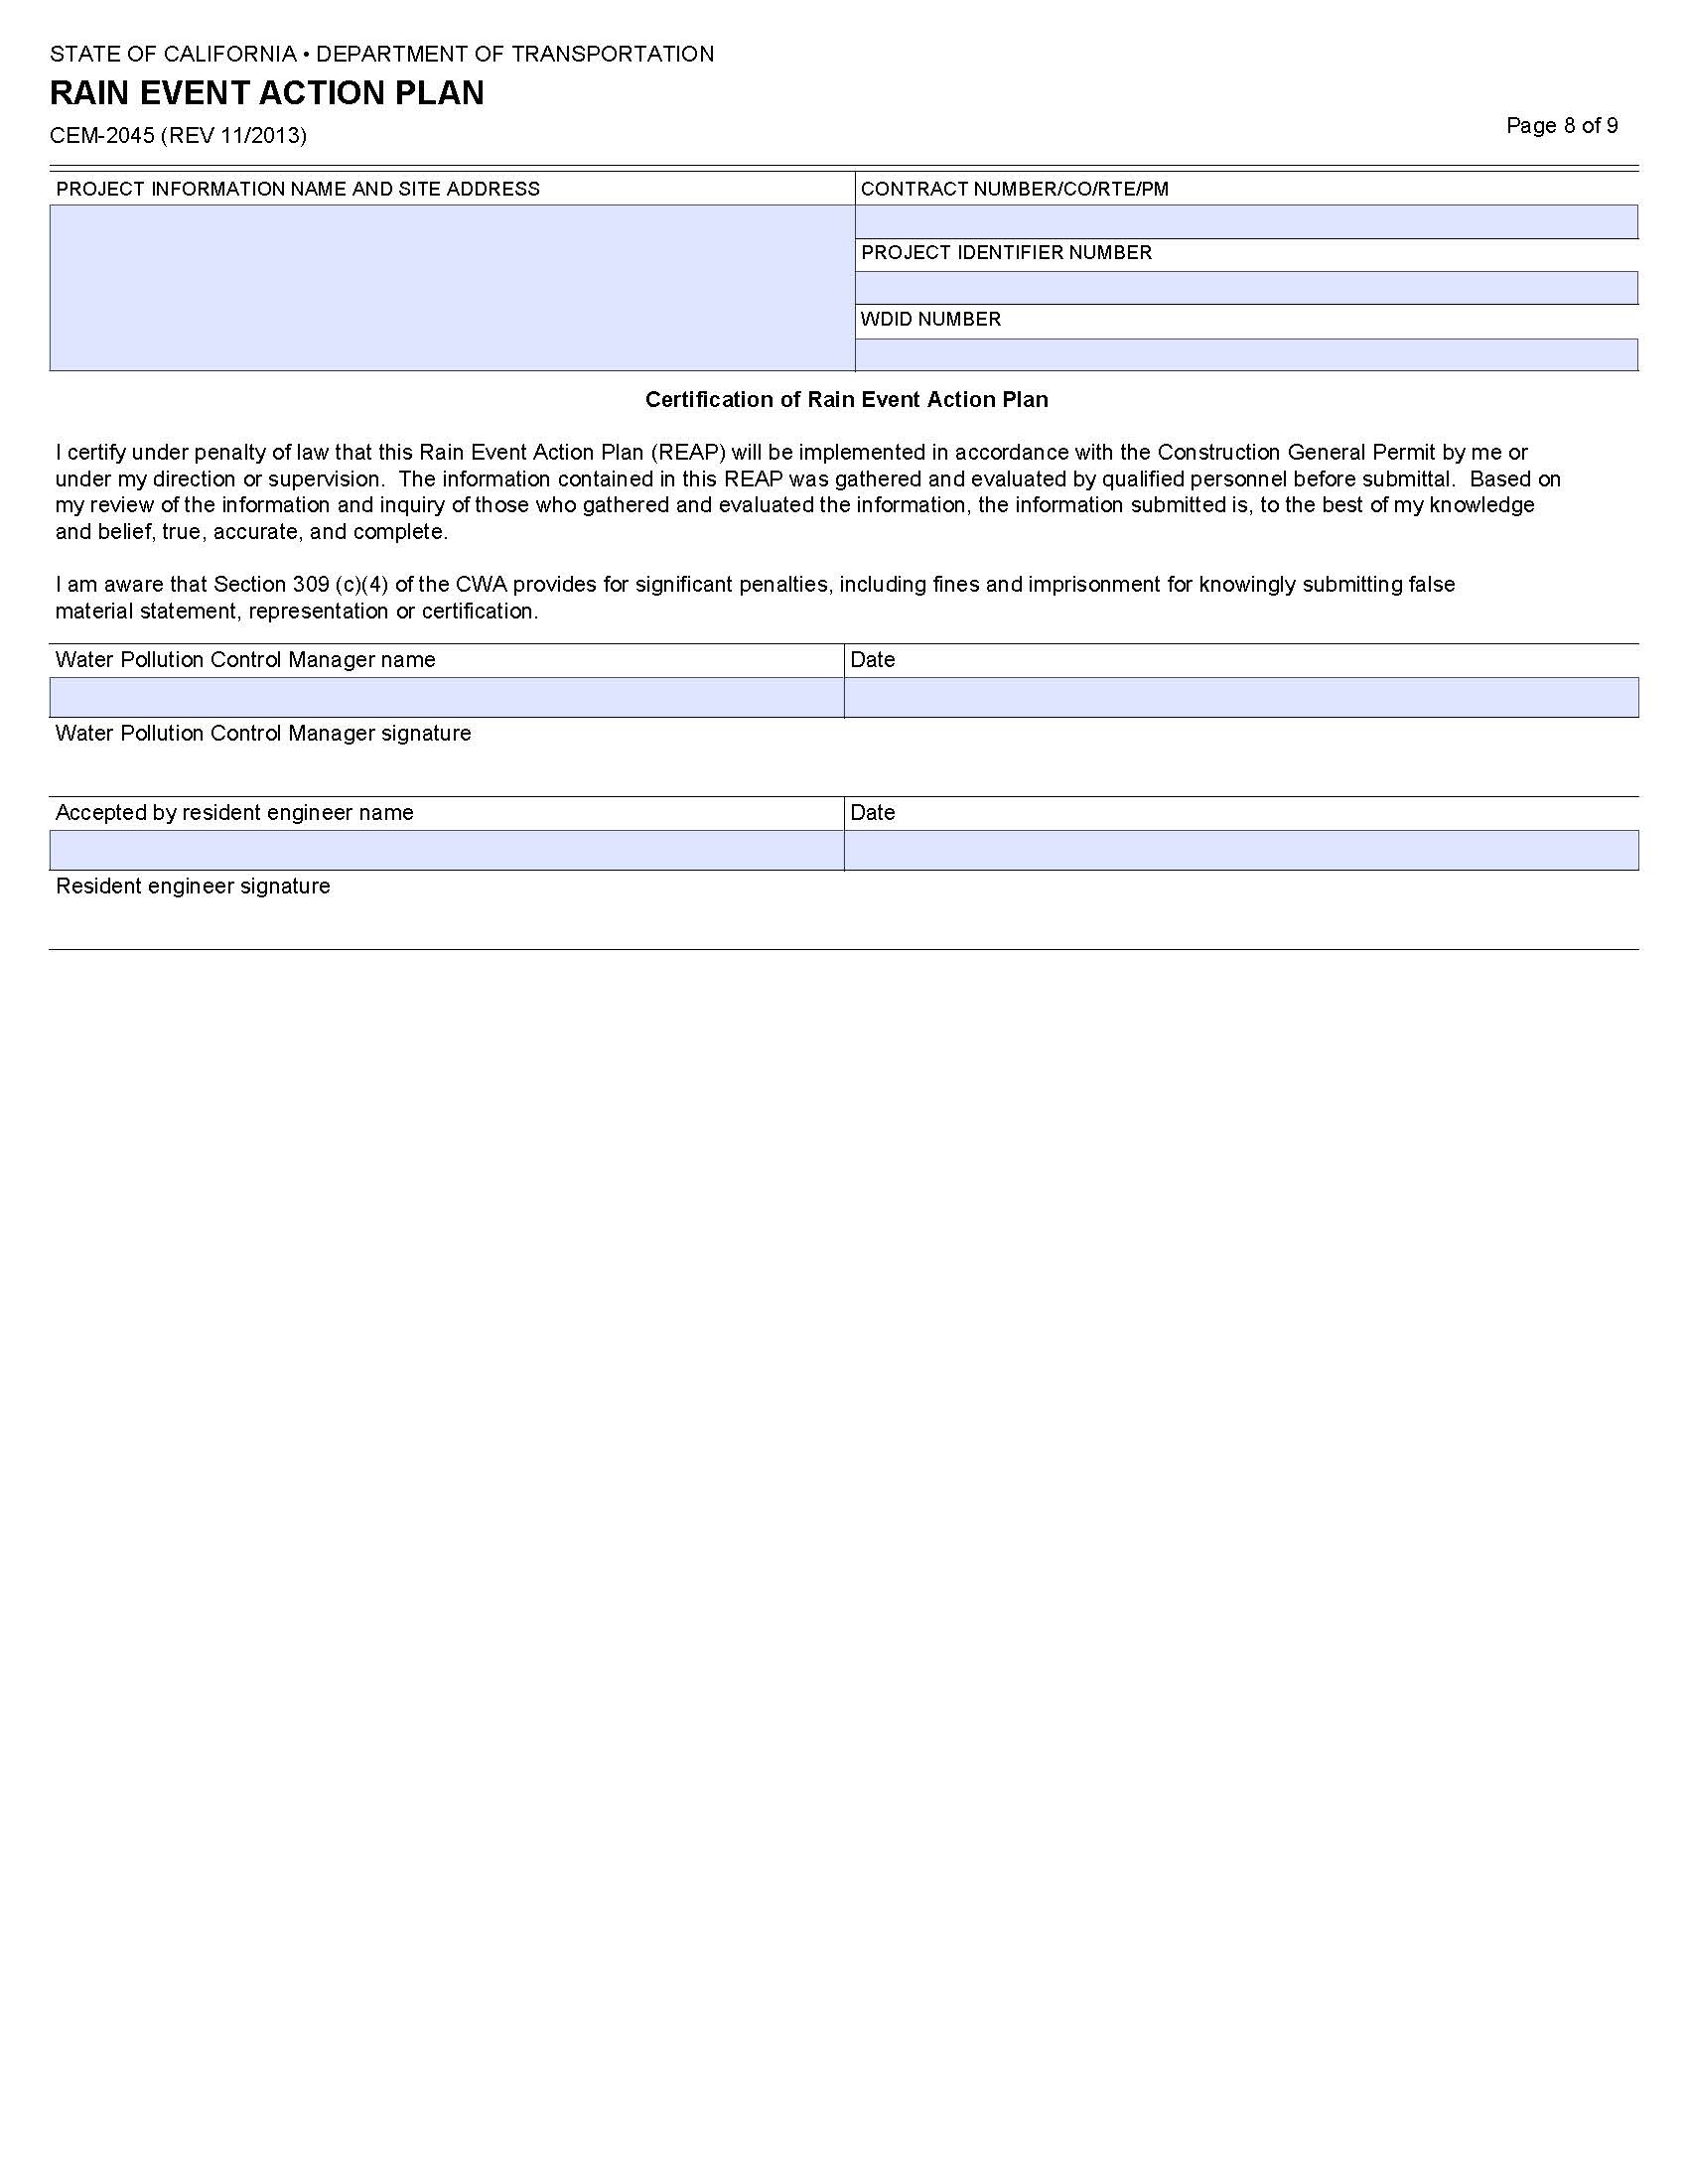 STATE OF CALIFORNIA • DEPARTMENT OF TRANSPORTATION
RAIN EVENT ACTION PLAN
CEM-2045 (REV 11/2013)
Page 8 of 9
PROJECT INFORMATION NAME AND SITE ADDRESS
CONTRACT NUMBER/CO/RTE/PM
PROJECT IDENTIFIER NUMBER
WDID NUMBER
Certification of Rain Event Action Plan
I certify under penalty of law that this Rain Event Action Plan (REAP) will be implemented in accordance with the Construction General Permit by me or
under my direction or supervision.  The information contained in this REAP was gathered and evaluated by qualified personnel before submittal.  Based on
my review of the information and inquiry of those who gathered and evaluated the information, the information submitted is, to the best of my knowledge
and belief, true, accurate, and complete.
I am aware that Section 309 (c)(4) of the CWA provides for significant penalties, including fines and imprisonment for knowingly submitting false
material statement, representation or certification.
Water Pollution Control Manager name
Date
Water Pollution Control Manager signature
Accepted by resident engineer name
Date
Resident engineer signature